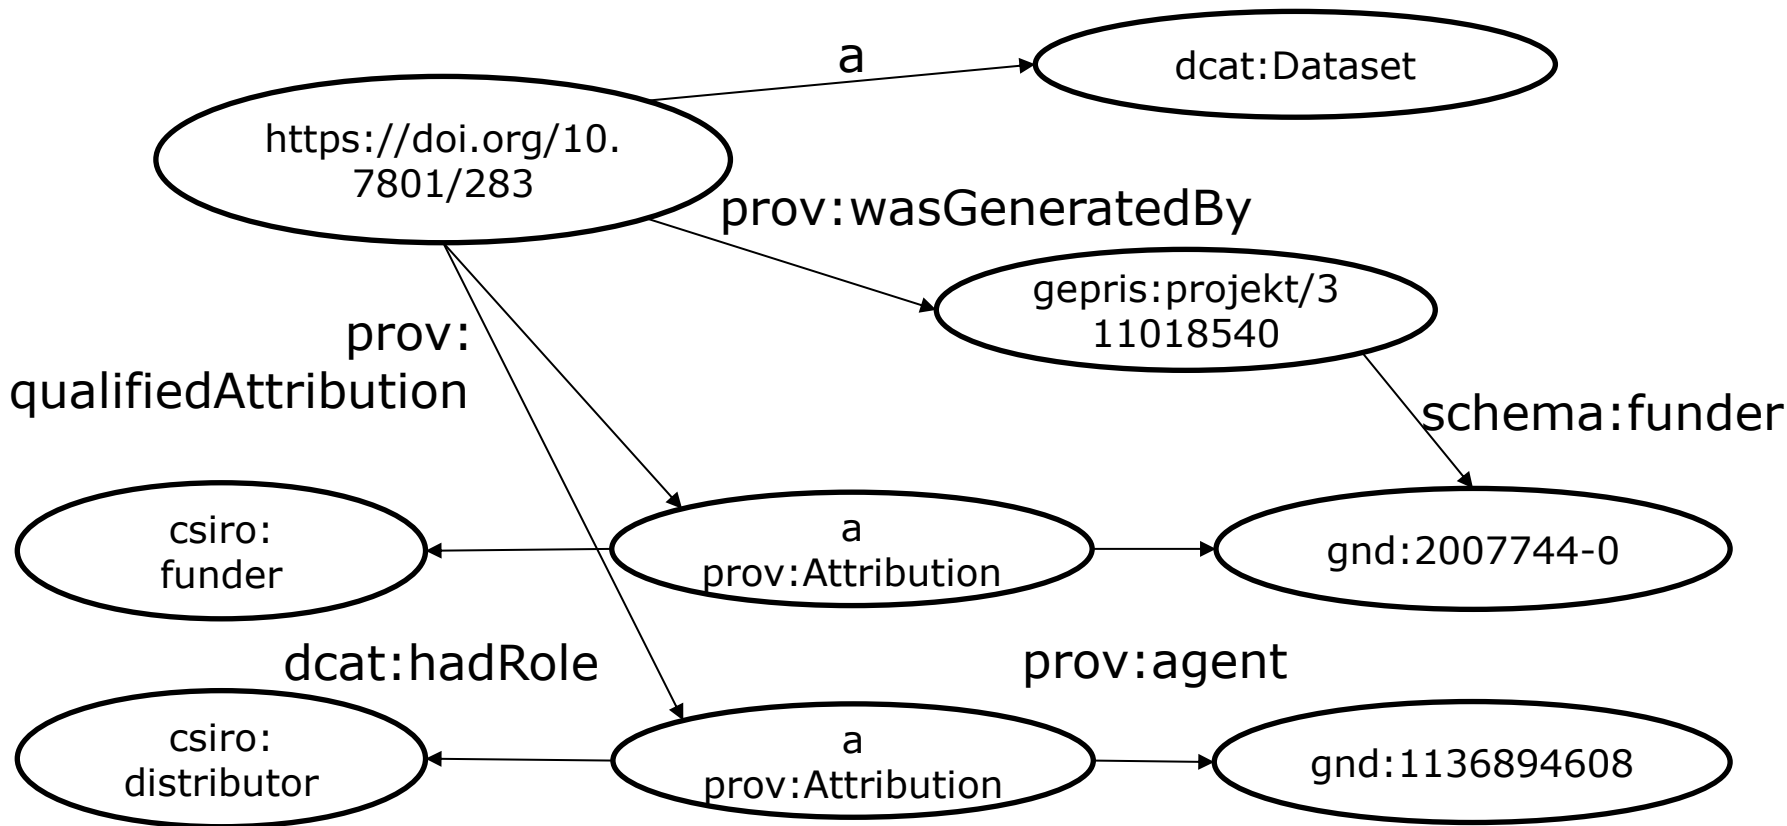 a
dcat:Dataset
https://doi.org/10.
7801/283
prov:wasGeneratedBy
gepris:projekt/3
11018540
prov:
qualifiedAttribution
schema:funder
csiro:
funder
a
prov:Attribution
gnd:2007744-0
dcat:hadRole
prov:agent
csiro:
distributor
a
prov:Attribution
gnd:1136894608